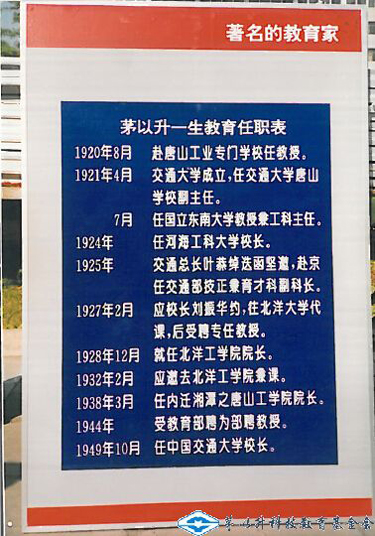 著名的教育家
茅以升一生教育任职表
1920年8月 赴唐山工业专门学校任教授。
1921年4月 交通大学成立,任交通大学唐山
学校副主任。
7月 任国立东南大学教授兼工科主任。
1924年 任河海工科大学校长。
1925年 交通总长叶恭绰迭函坚邀,赴京
任交通部技正兼育才科副科长。
1927年2月 应校长刘振华约,往北洋大学代
课,后受聘专任教授。
1928年12月 就任北洋工学院院长。
1932年2月 应邀去北洋工学院兼课。
1938年3月 任内迁湘潭之唐山工学院院长。
1944年 受教育部聘为部聘教授。
1949年10月 任中国交通大学校长。
茅以升科技教育基金会